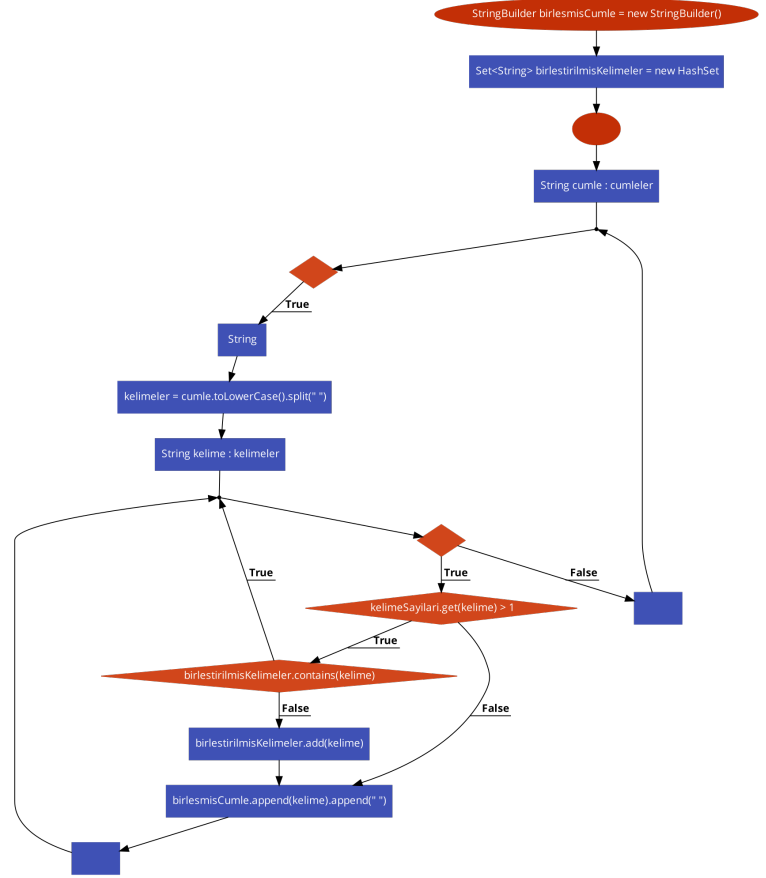 StringBuilder birlesmisCumle = new StringBuilder()
Set<String> birlestirilmisKelimeler = new HashSet
String cumle : cumleler
True
String
kelimeler = cumle.toLowerCase().split(" ")
String kelime : kelimeler
True
True
False
kelimeSayilari.get(kelime) > 1
True
birlestirilmisKelimeler.contains(kelime)
False
False
birlestirilmisKelimeler.add(kelime)
birlesmisCumle.append(kelime).append(" ")